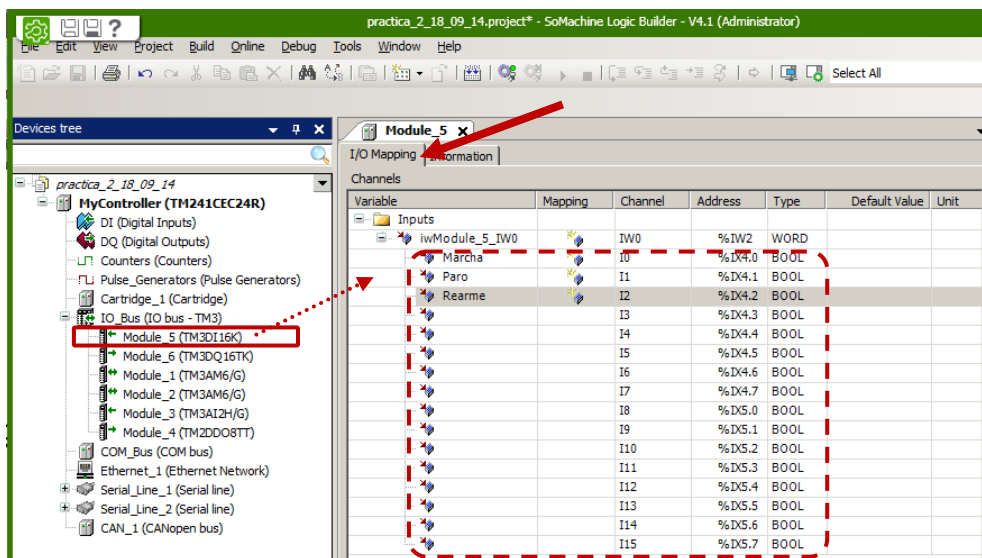 practica_2_18_09_14.project* - SoMachine Logic Builder - V4.1 (Administrator)
File Edit View Project Build Online Debug Tools Window Help
Select All
Devices tree
Module_5 X
I/O Mapping Information
practica_2_18_09_14
MyController (TM241CEC24R)
DI (Digital Inputs)
DQ (Digital Outputs)
Counters (Counters)
Pulse_Generators (Pulse Generators)
Cartridge_1 (Cartridge)
IO_Bus (IO bus - TM3)
Module_5 (TM3DI16K)
Module_6 (TM3DQ16TK)
Module_1 (TM3AM6/G)
Module_2 (TM3AM6/G)
Module_3 (TM3AI2H/G)
Module_4 (TM2DDO8TT)
COM_Bus (COM bus)
Ethernet_1 (Ethernet Network)
Serial_Line_1 (Serial line)
Serial_Line_2 (Serial line)
CAN_1 (CANopen bus)
Channels
Variable Mapping Channel Address Type Default Value Unit
Inputs
iwModule_5_IW0 IW0 %IW2 WORD
Marcha I0 %IX4.0 BOOL
Paro I1 %IX4.1 BOOL
Rearme I2 %IX4.2 BOOL
I3 %IX4.3 BOOL
I4 %IX4.4 BOOL
I5 %IX4.5 BOOL
I6 %IX4.6 BOOL
I7 %IX4.7 BOOL
I8 %IX5.0 BOOL
I9 %IX5.1 BOOL
I10 %IX5.2 BOOL
I11 %IX5.3 BOOL
I12 %IX5.4 BOOL
I13 %IX5.5 BOOL
I14 %IX5.6 BOOL
I15 %IX5.7 BOOL